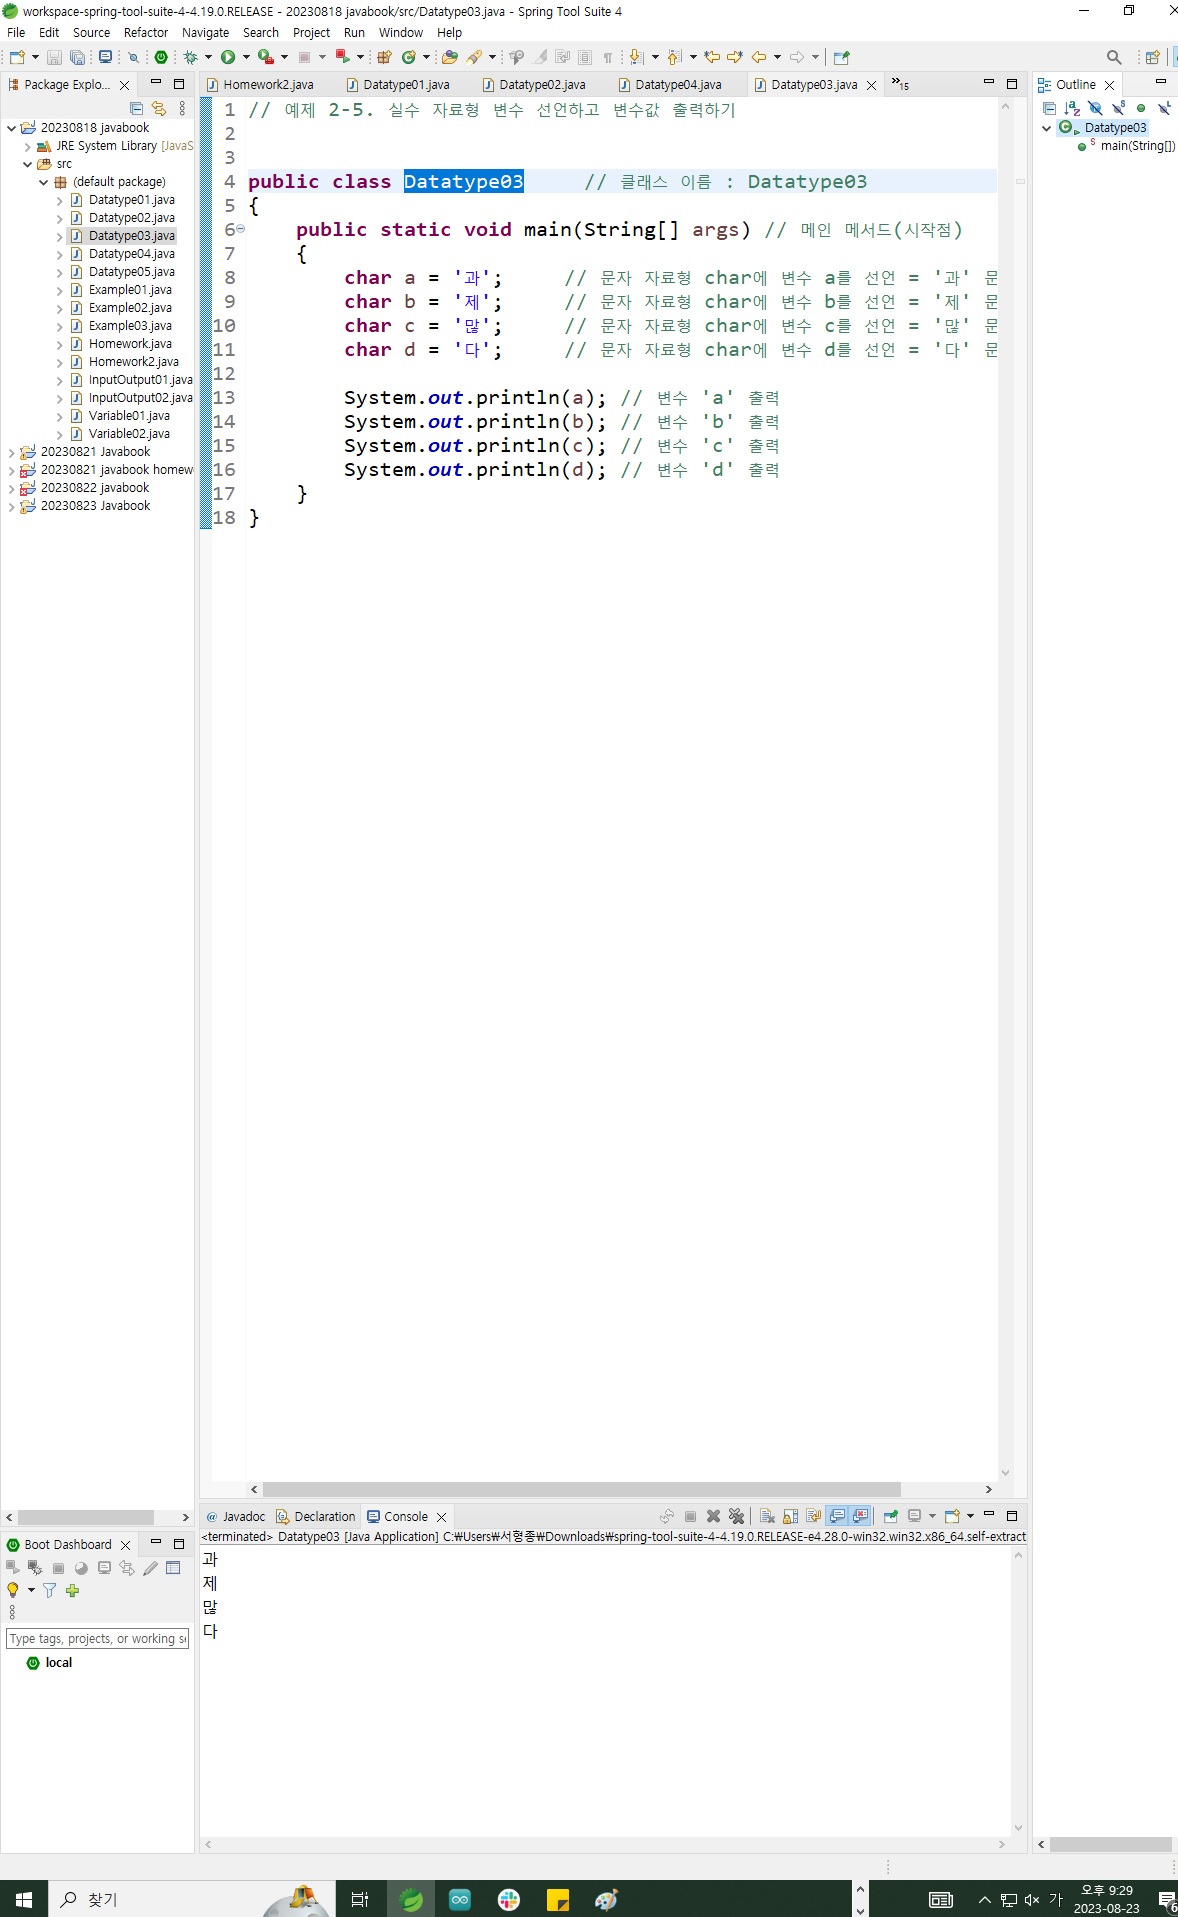 workspace-spring-tool-suite-4-4.19.0.RELEASE - 20230818 javabook/src/Datatype03.java - Spring Tool Suite 4
File Edit Source Refactor Navigate Search Project Run Window Help
Package Explo...
20230818 javabook
JRE System Library [JavaS
src
(default package)
Datatype01.java
Datatype02.java
Datatype03.java
Datatype04.java
Datatype05.java
Example01.java
Example02.java
Example03.java
Homework.java
Homework2.java
InputOutput01.java
InputOutput02.java
Variable01.java
Variable02.java
20230821 Javabook
20230821 javabook homew
20230822 javabook
20230823 Javabook
Homework2.java Datatype01.java Datatype02.java Datatype04.java Datatype03.java »15
1 // 예제 2-5. 실수 자료형 변수 선언하고 변수값 출력하기
2
3
4 public class Datatype03 // 클래스 이름 : Datatype03
5 {
6 public static void main(String[] args) // 메인 메서드(시작점)
7 {
8 char a = '과'; // 문자 자료형 char에 변수 a를 선언 = '과' 문
9 char b = '제'; // 문자 자료형 char에 변수 b를 선언 = '제' 문
10 char c = '많'; // 문자 자료형 char에 변수 c를 선언 = '많' 문
11 char d = '다'; // 문자 자료형 char에 변수 d를 선언 = '다' 문
12
13 System.out.println(a); // 변수 'a' 출력
14 System.out.println(b); // 변수 'b' 출력
15 System.out.println(c); // 변수 'c' 출력
16 System.out.println(d); // 변수 'd' 출력
17 }
18 }
Outline
Datatype03
main(String[])
Boot Dashboard
Type tags, projects, or working s
local
@ Javadoc Declaration Console
<terminated> Datatype03 [Java Application] C:₩Users₩서형종₩Downloads₩spring-tool-suite-4-4.19.0.RELEASE-e4.28.0-win32.win32.x86_64.self-extract
과
제
많
다
찾기
가
오후 9:29
2023-08-23
6